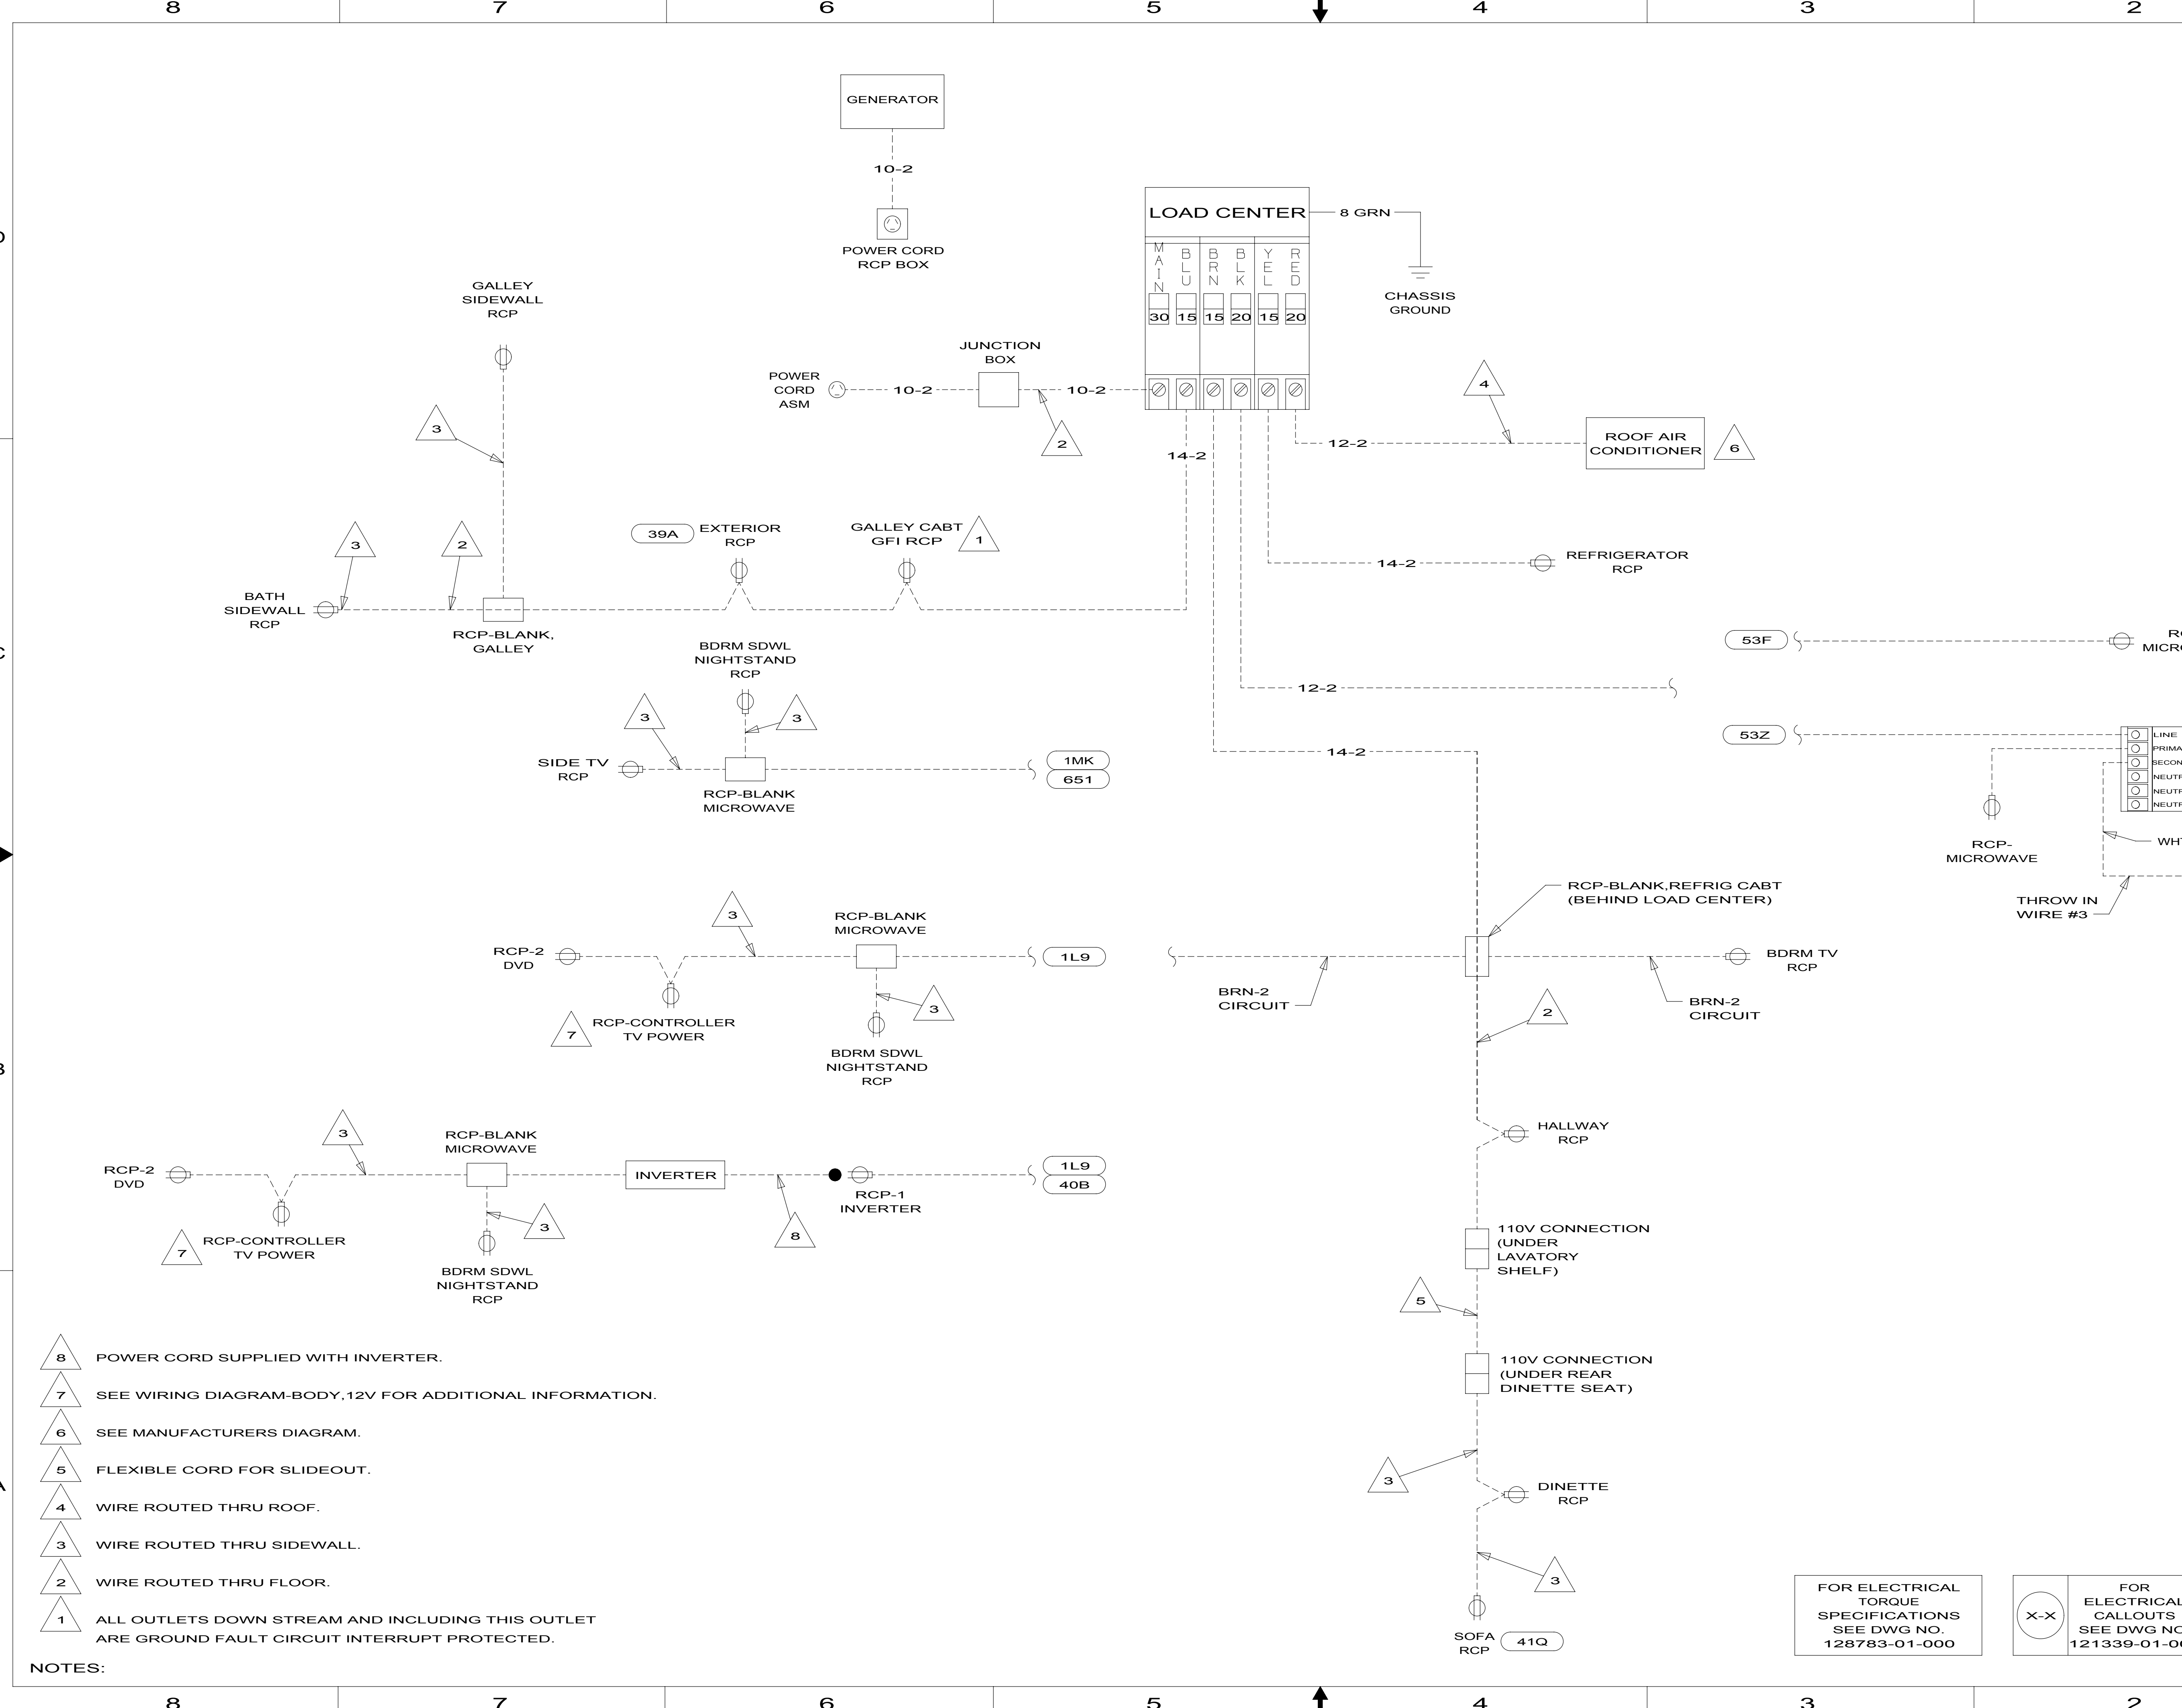 8 7 6 5 4 3 2
GENERATOR
10-2
POWER CORD
RCP BOX
LOAD CENTER
8 GRN
MAIN BLU BRN BLK YEL RED
30 15 15 20 15 20
CHASSIS
GROUND
GALLEY
SIDEWALL
RCP
JUNCTION
BOX
POWER
CORD
ASM
10-2
10-2
2
3
4
12-2
ROOF AIR
CONDITIONER
6
14-2
3
2
39A
EXTERIOR
RCP
GALLEY CABT
GFI RCP
1
14-2
REFRIGERATOR
RCP
BATH
SIDEWALL
RCP
RCP-BLANK,
GALLEY
BDRM SDWL
NIGHTSTAND
RCP
53F
12-2
3
3
53Z
LINE
14-2
SIDE TV
RCP
1MK
651
RCP-BLANK
MICROWAVE
RCP-
MICROWAVE
THROW IN
WIRE #3
RCP-BLANK,REFRIG CABT
(BEHIND LOAD CENTER)
3
RCP-BLANK
MICROWAVE
RCP-2
DVD
1L9
BDRM TV
RCP
BRN-2
CIRCUIT
BRN-2
CIRCUIT
3
2
7
RCP-CONTROLLER
TV POWER
BDRM SDWL
NIGHTSTAND
RCP
3
RCP-BLANK
MICROWAVE
HALLWAY
RCP
RCP-2
DVD
INVERTER
RCP-1
INVERTER
1L9
40B
3
8
7
RCP-CONTROLLER
TV POWER
BDRM SDWL
NIGHTSTAND
RCP
110V CONNECTION
(UNDER
LAVATORY
SHELF)
5
110V CONNECTION
(UNDER REAR
DINETTE SEAT)
3
DINETTE
RCP
3
SOFA
RCP
41Q
8 POWER CORD SUPPLIED WITH INVERTER.
7 SEE WIRING DIAGRAM-BODY,12V FOR ADDITIONAL INFORMATION.
6 SEE MANUFACTURERS DIAGRAM.
5 FLEXIBLE CORD FOR SLIDEOUT.
4 WIRE ROUTED THRU ROOF.
3 WIRE ROUTED THRU SIDEWALL.
2 WIRE ROUTED THRU FLOOR.
1 ALL OUTLETS DOWN STREAM AND INCLUDING THIS OUTLET
ARE GROUND FAULT CIRCUIT INTERRUPT PROTECTED.
NOTES:
FOR ELECTRICAL
TORQUE
SPECIFICATIONS
SEE DWG NO.
128783-01-000
X-X
FOR
ELECTRICAL
CALLOUTS
SEE DWG
8 7 6 5 4 3 2